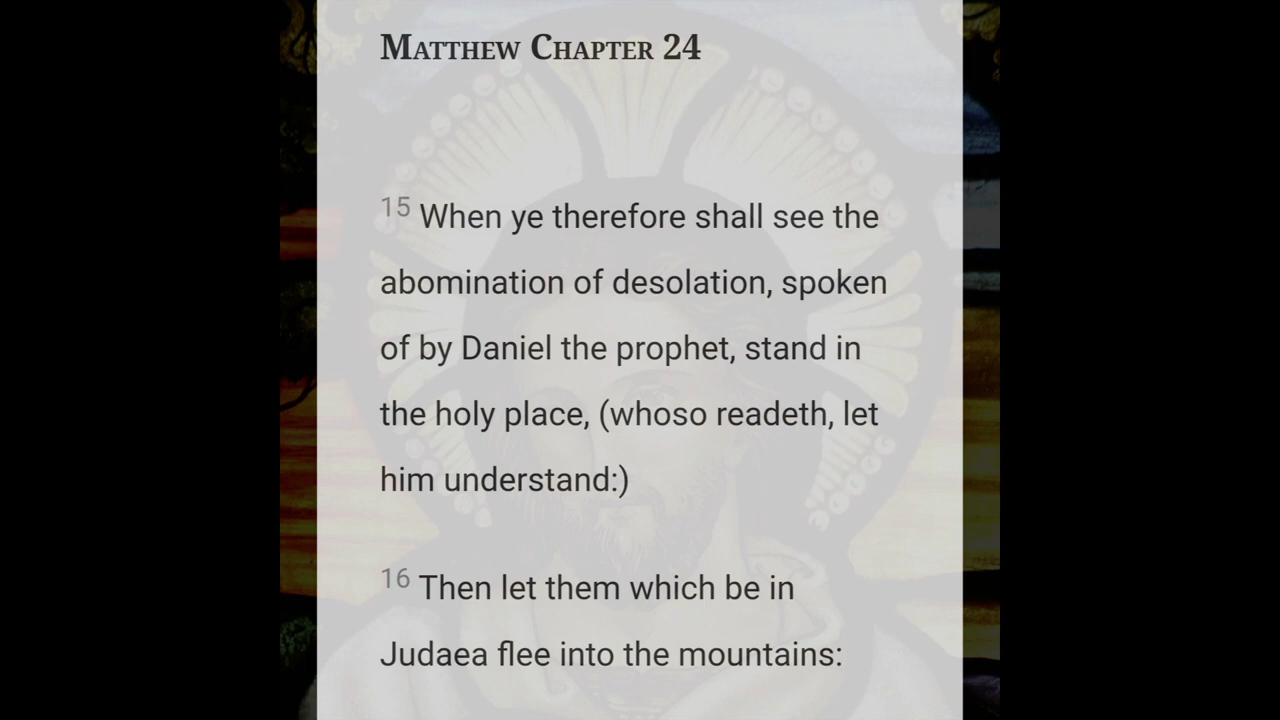 Matthew Chapter 24
15 When ye therefore shall see the
abomination of desolation, spoken
of by Daniel the prophet, stand in
the holy place, (whoso readeth, let
him understand:)
16 Then let them which be in
Judaea flee into the mountains: